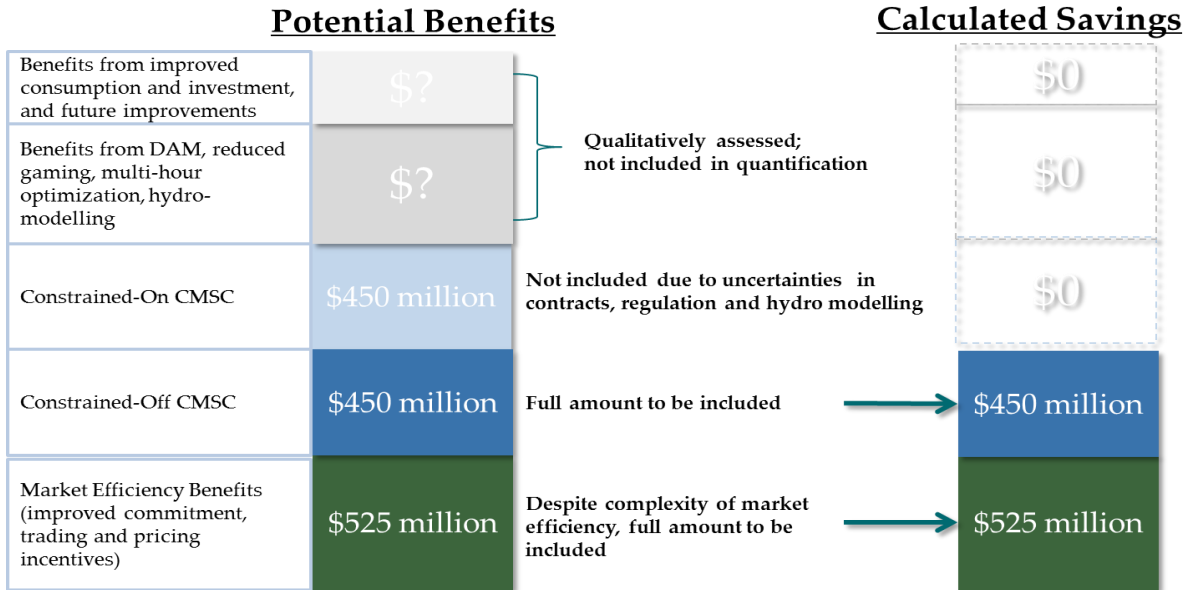 Potential Benefits
Calculated Savings
Benefits from improved
consumption and investment,
and future improvements
$?
$0
Qualitatively assessed;
not included in quantification
Benefits from DAM, reduced
gaming, multi-hour
optimization, hydro-
modelling
$?
$0
Constrained-On CMSC
$450 million
Not included due to uncertainties in
contracts, regulation and hydro modelling
$0
Constrained-Off CMSC
$450 million
Full amount to be included
$450 million
Market Efficiency Benefits
(improved commitment,
trading and pricing
incentives)
$525 million
Despite complexity of market
efficiency, full amount to be
included
$525 million